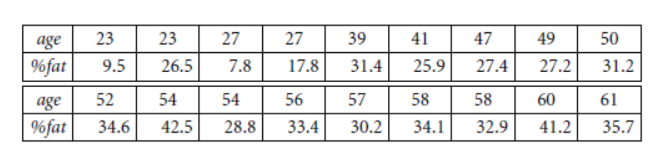 age 23 23 27 27 39 41 47 49 50
%fat 9.5 26.5 7.8 17.8 31.4 25.9 27.4 27.2 31.2
age 52 54 54 56 57 58 58 60 61
%fat 34.6 42.5 28.8 33.4 30.2 34.1 32.9 41.2 35.7